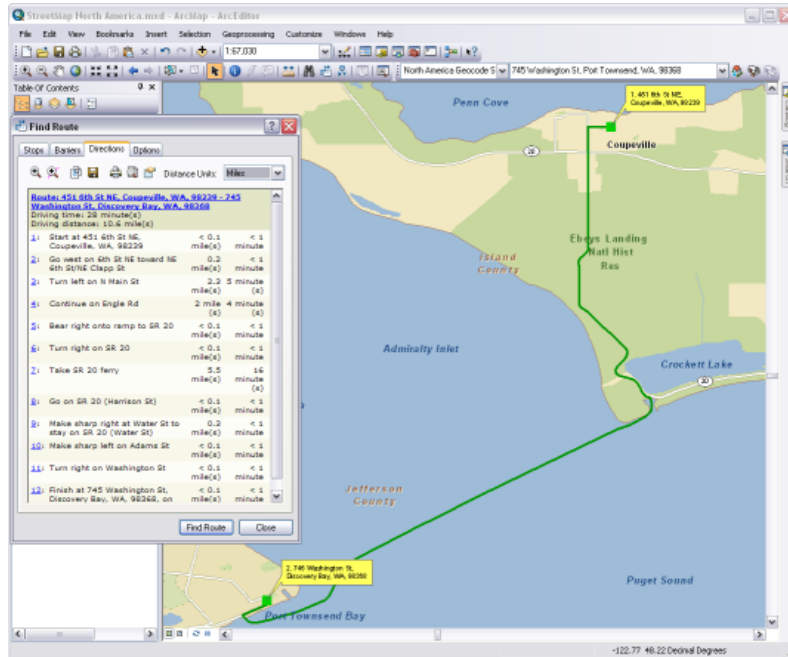 StreetMap North America.mxd - ArcMap - ArcEditor
File Edit View Bookmarks Insert Selection Geoprocessing Customize Windows Help
1:67,030
North America Geocode S 745 Washington St, Port Townsend, WA, 98368
Table Of Contents
Find Route
Stops Barriers Directions Options
Distance Units: Miles
Route: 451 6th St NE, Coupeville, WA, 98239 - 745
Washington St, Discovery Bay, WA, 98368
Driving time: 28 minute(s)
Driving distance: 10.6 mile(s)
1: Start at 451 6th St NE, < 0.1 < 1
Coupeville, WA, 98239 mile(s) minute
2: Go west on 6th St NE toward NE 0.2 < 1
6th St/NE Clapp St mile(s) minute
3: Turn left on N Main St 2.3 5 minute
mile(s) (s)
4: Continue on Engle Rd 2 mile 4 minute
(s) (s)
5: Bear right onto ramp to SR 20 < 0.1 < 1
mile(s) minute
6: Turn right on SR 20 < 0.1 < 1
mile(s) minute
7: Take SR 20 ferry 5.5 16
mile(s) minute
(s)
8: Go on SR 20 (Harrison St) < 0.1 < 1
mile(s) minute
9: Make sharp right at Water St to 0.3 < 1
stay on SR 20 (Water St) mile(s) minute
10: Make sharp left on Adams St < 0.1 < 1
mile(s) minute
11: Turn right on Washington St < 0.1 < 1
mile(s) minute
12: Finish at 745 Washington St, < 0.1 < 1
Discovery Bay, WA, 98368, on mile(s) minute
Find Route Close
Penn Cove
1. 451 6th St NE,
Coupeville, WA, 98239
20
Coupeville
Ebeys Landing
Natl Hist
Res
Island
County
Admiralty Inlet
Crockett Lake
20
Jefferson
County
2. 745 Washington St,
Discovery Bay, WA, 98368
Puget Sound
Port Townsend Bay
-122.77 48.22 Decimal Degrees